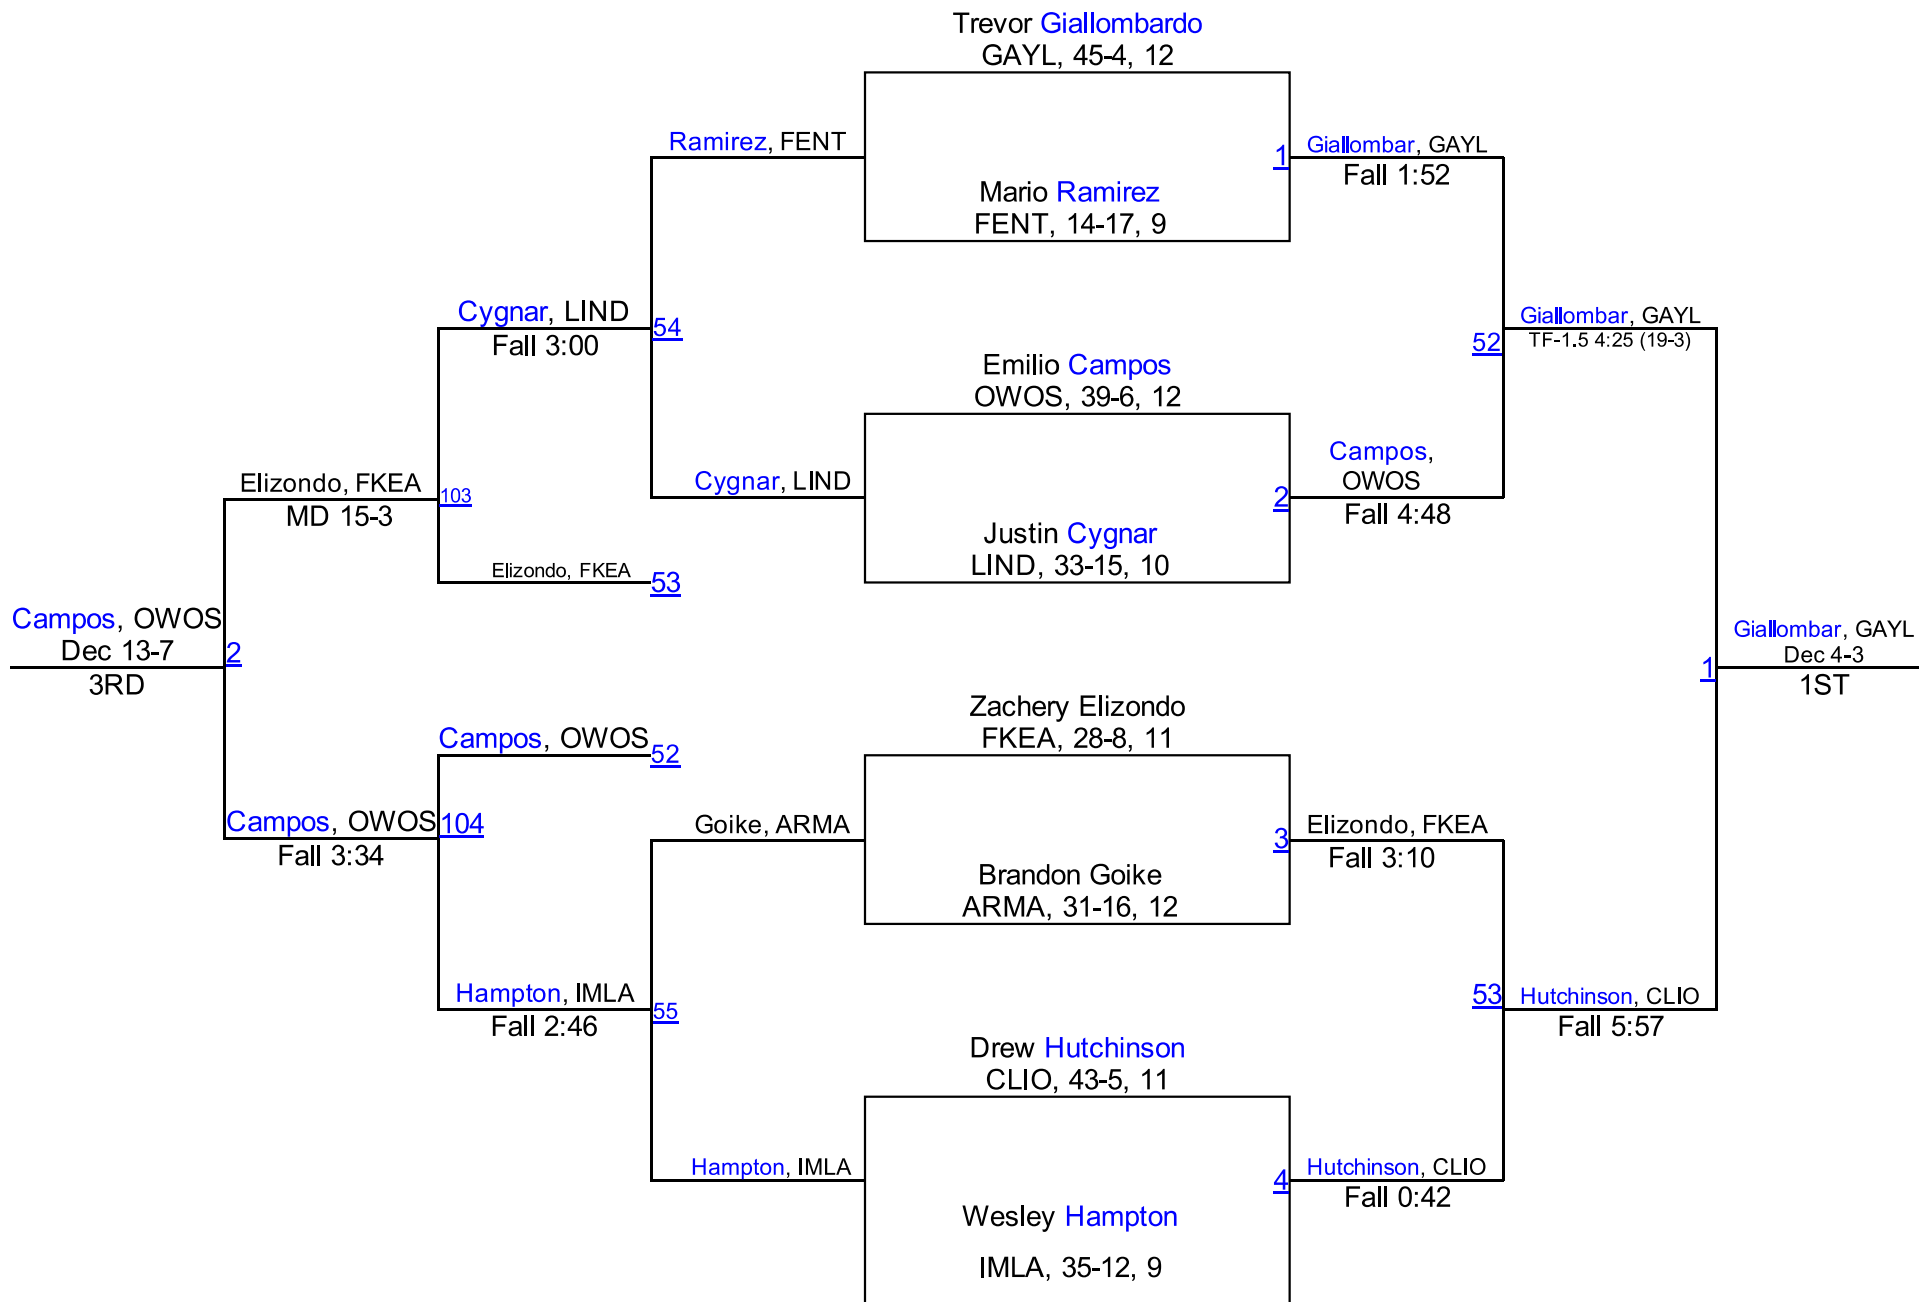 Trevor Giallombardo
GAYL, 45-4, 12
Ramirez, FENT
1
Giallombar, GAYL
Fall 1:52
Mario Ramirez
FENT, 14-17, 9
Cygnar, LIND
Fall 3:00
54
52
Giallombar, GAYL
TF-1.5 4:25 (19-3)
Emilio Campos
OWOS, 39-6, 12
Elizondo, FKEA
MD 15-3
103
Cygnar, LIND
2
Campos,
OWOS
Fall 4:48
Justin Cygnar
LIND, 33-15, 10
Elizondo, FKEA
53
Campos, OWOS
Dec 13-7
3RD
2
1
Giallombar, GAYL
Dec 4-3
1ST
Zachery Elizondo
FKEA, 28-8, 11
Campos, OWOS
52
Campos, OWOS
Fall 3:34
104
Goike, ARMA
3
Elizondo, FKEA
Fall 3:10
Brandon Goike
ARMA, 31-16, 12
Hampton, IMLA
Fall 2:46
55
53
Hutchinson, CLIO
Fall 5:57
Drew Hutchinson
CLIO, 43-5, 11
Hampton, IMLA
4
Hutchinson, CLIO
Fall 0:42
Wesley Hampton
IMLA, 35-12, 9